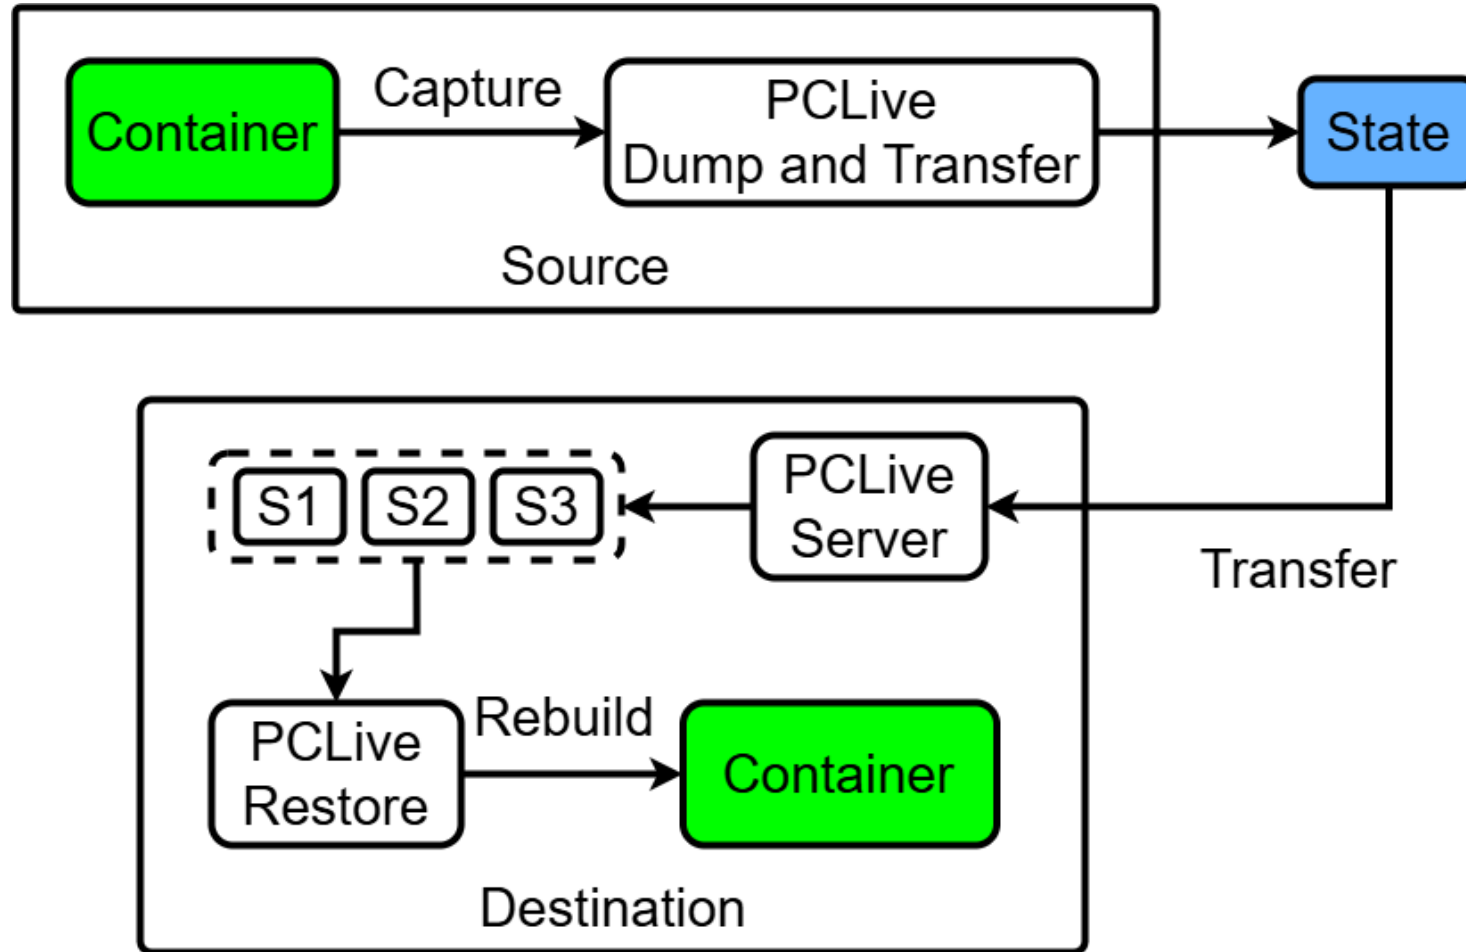 Container
Capture
PCLive
Dump and Transfer
State
Source
S1
S2
S3
PCLive
Server
Transfer
PCLive
Restore
Rebuild
Container
Destination